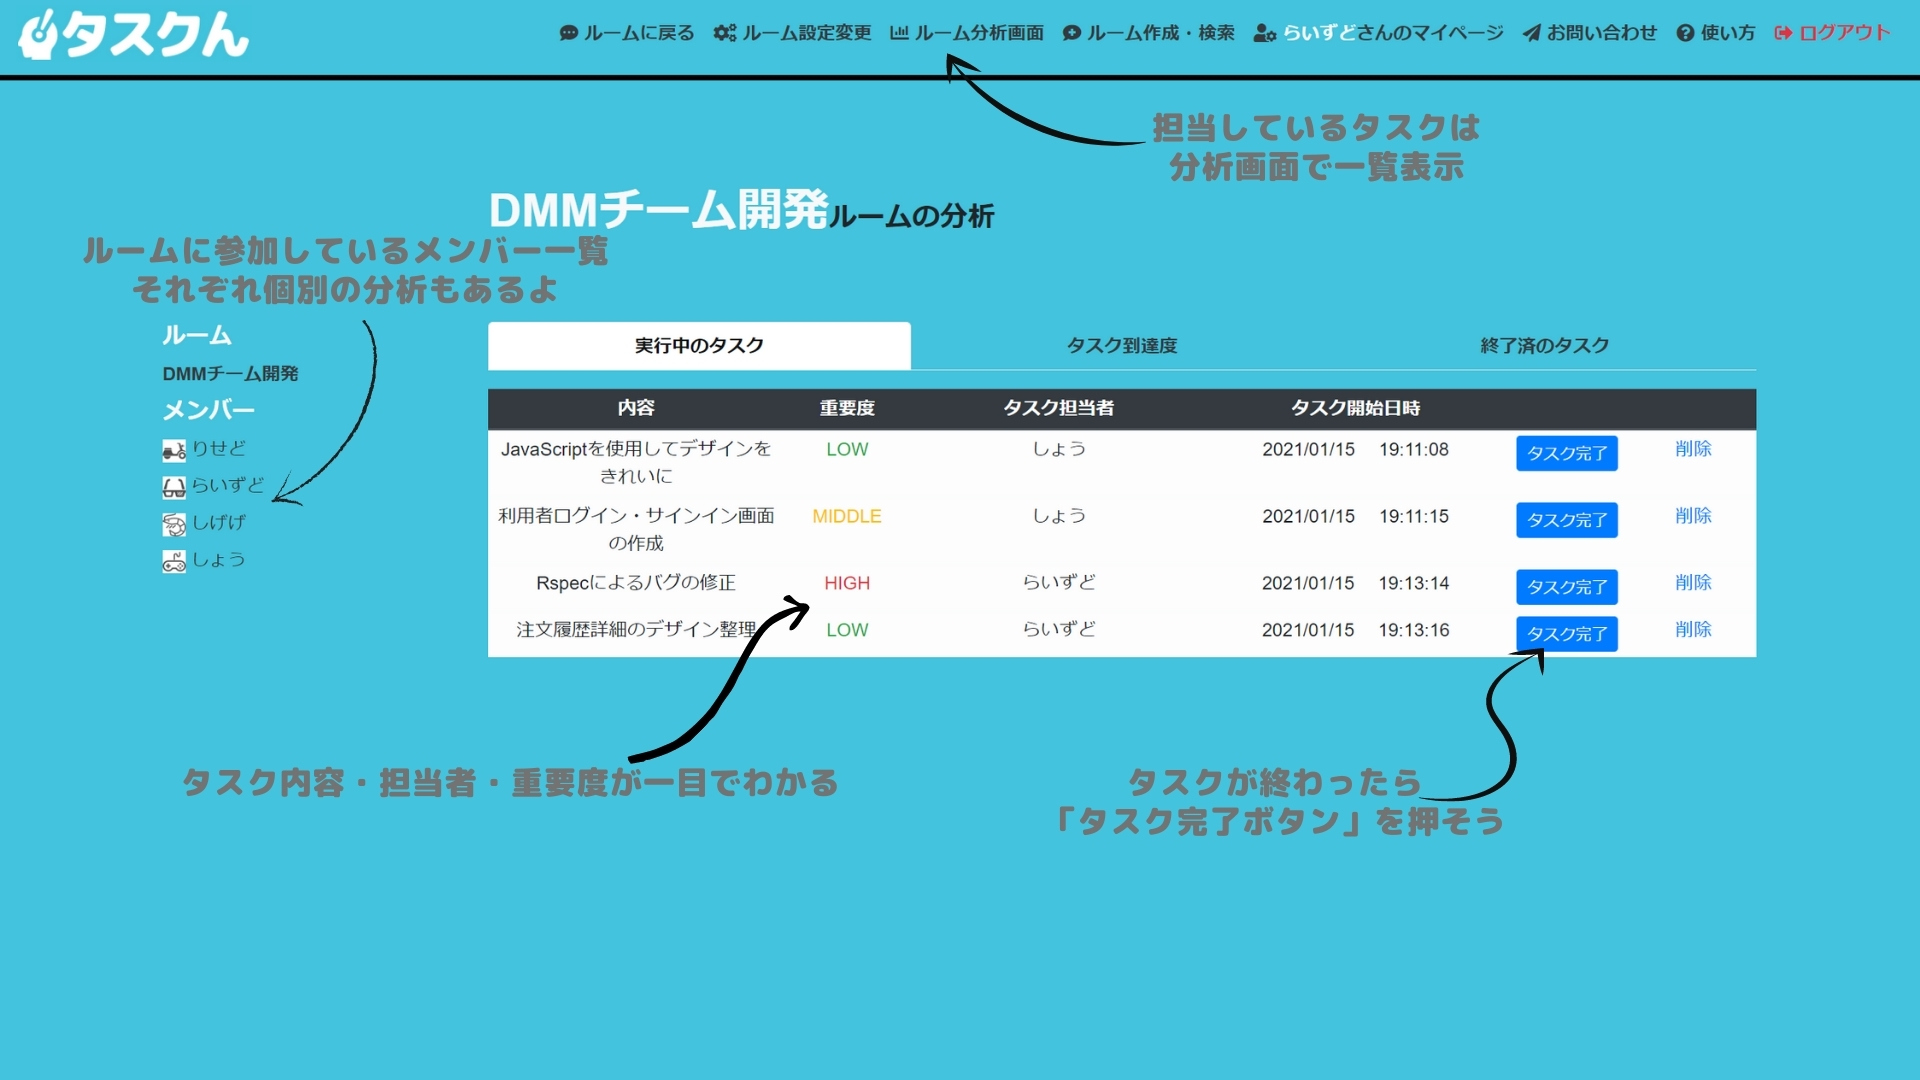 タスクん
ルームに戻る ルーム設定変更 ルーム分析画面 ルーム作成・検索 らいずどさんのマイページ お問い合わせ 使い方 ログアウト
担当しているタスクは
分析画面で一覧表示
DMMチーム開発ルームの分析
ルームに参加しているメンバー一覧
それぞれ個別の分析もあるよ
ルーム
DMMチーム開発
メンバー
りせど
らいずど
しげげ
しょう
実行中のタスク タスク到達度 終了済のタスク
内容 重要度 タスク担当者 タスク開始日時
JavaScriptを使用してデザインを LOW しょう 2021/01/15 19:11:08 タスク完了 削除
きれいに
利用者ログイン・サインイン画面 MIDDLE しょう 2021/01/15 19:11:15 タスク完了 削除
の作成
Rspecによるバグの修正 HIGH らいずど 2021/01/15 19:13:14 タスク完了 削除
注文履歴詳細のデザイン整理 LOW らいずど 2021/01/15 19:13:16 タスク完了 削除
タスク内容・担当者・重要度が一目でわかる
タスクが終わったら
「タスク完了ボタン」を押そう